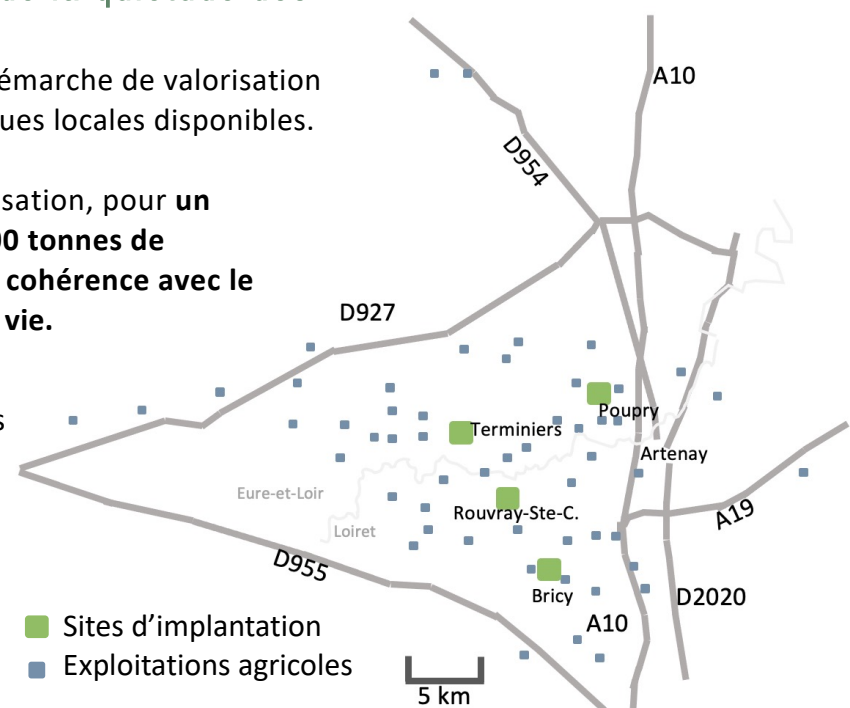 émarche de valorisation
ues locales disponibles.
sation, pour un
00 tonnes de
cohérence avec le
vie.
s
A10
D954
D927
Poupry
Terminiers
Artenay
Eure-et-Loir
Rouvray-Ste-C.
Loiret
A19
D955
Bricy
D2020
A10
Sites d’implantation
Exploitations agricoles
5 km